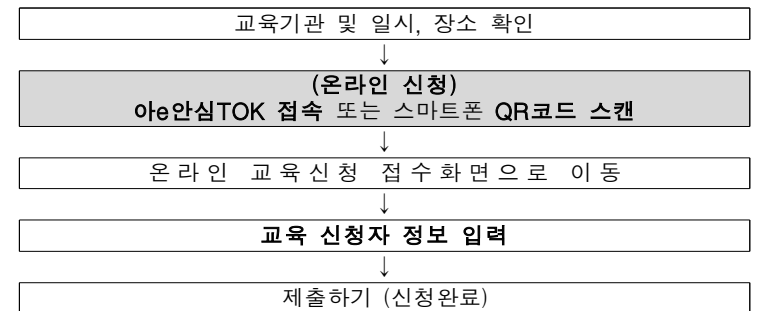 교육기관 및 일시, 장소 확인
↓
(온라인 신청)
아e안심TOK 접속 또는 스마트폰 QR코드 스캔
↓
온라인 교육신청 접수화면으로 이동
↓
교육 신청자 정보 입력
↓
제출하기 (신청완료)